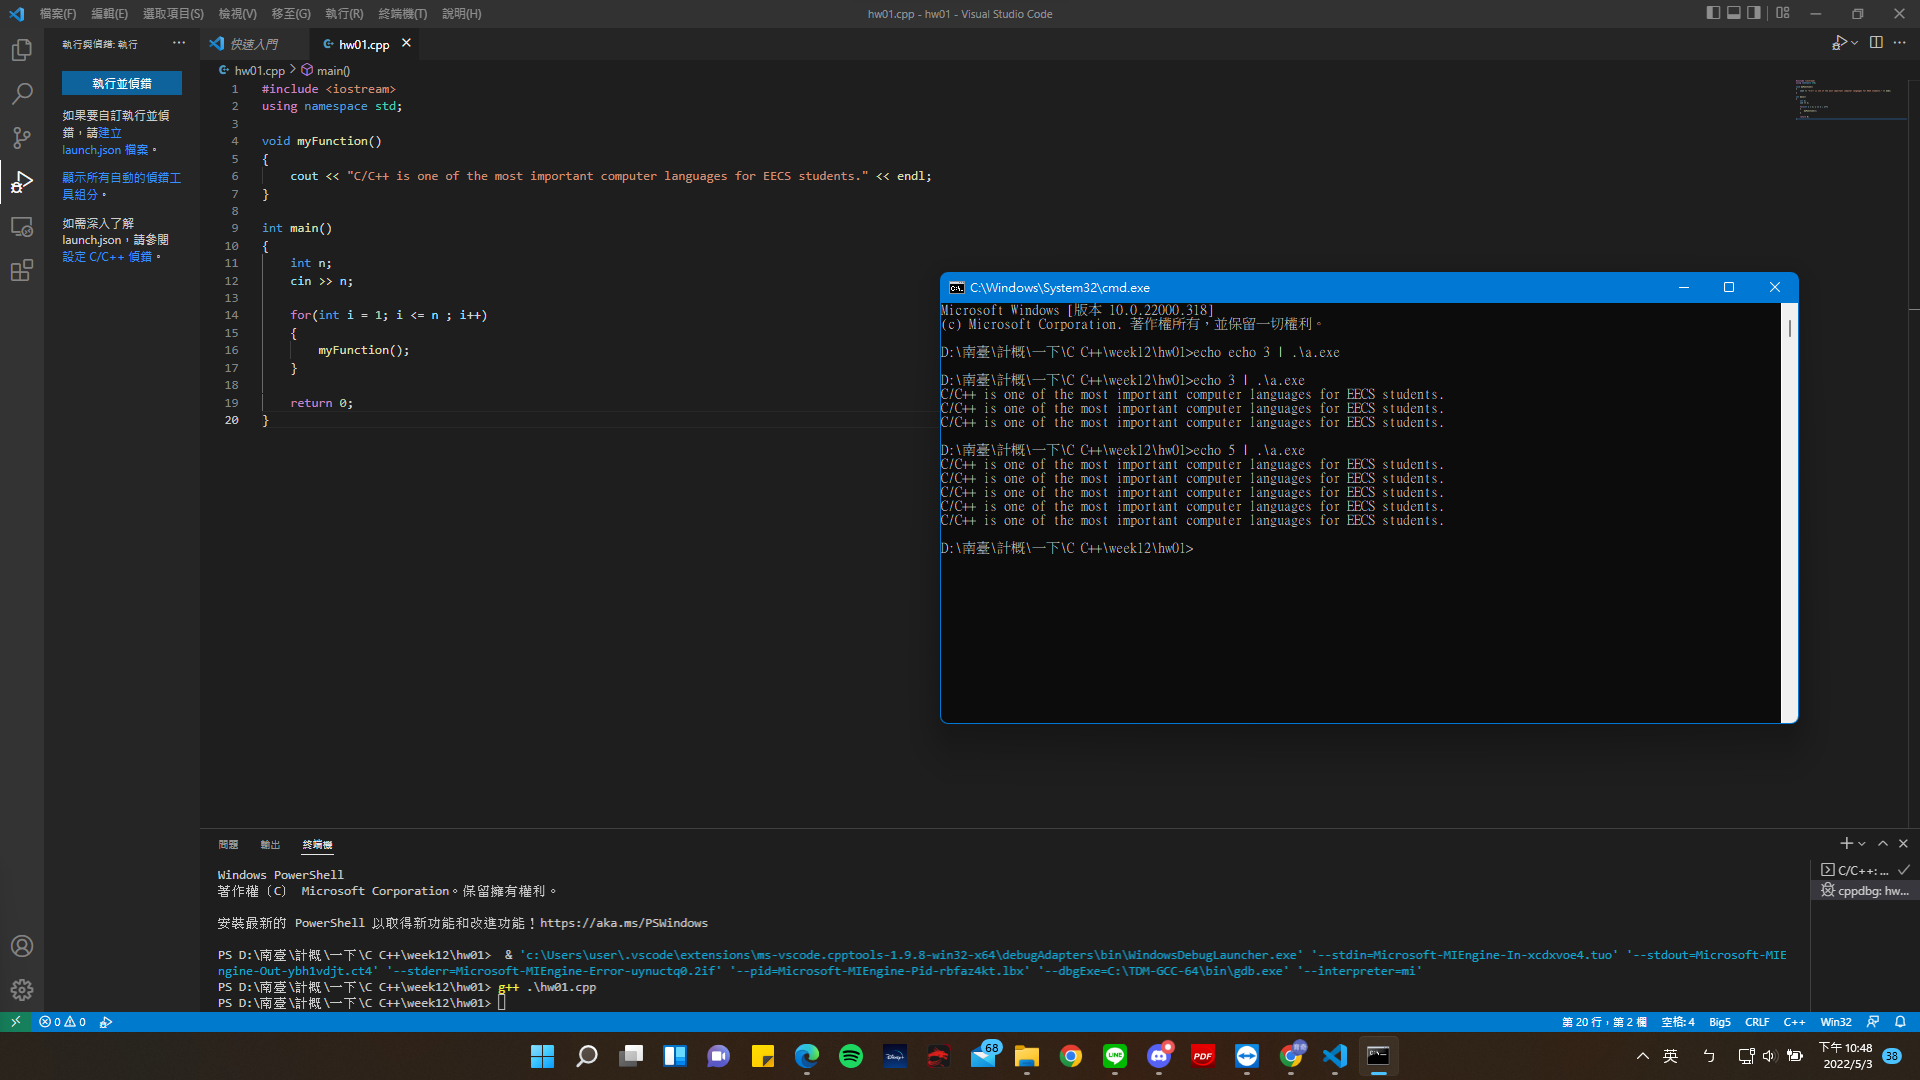 檔案(F) 編輯(E) 選取項目(S) 檢視(V) 移至(G) 執行(R) 終端機(T) 說明(H)
hw01.cpp - hw01 - Visual Studio Code
執行與偵錯: 執行 ···
執行並偵錯
如果要自訂執行並偵
錯，請建立
launch.json 檔案。
顯示所有自動的偵錯工
具組分。
如需深入了解
launch.json，請參閱
設定 C/C++ 偵錯。
快速入門
hw01.cpp
hw01.cpp > main()
1 #include <iostream>
2 using namespace std;
3
4 void myFunction()
5 {
6 cout << "C/C++ is one of the most important computer languages for EECS students." << endl;
7 }
8
9 int main()
10 {
11 int n;
12 cin >> n;
13
14 for(int i = 1; i <= n ; i++)
15 {
16 myFunction();
17 }
18
19 return 0;
20 }
C:\Windows\System32\cmd.exe
Microsoft Windows [版本 10.0.22000.318]
(c) Microsoft Corporation. 著作權所有，並保留一切權利。
D:\南臺\計概\一下\C C++\week12\hw01>echo echo 3 | .\a.exe
D:\南臺\計概\一下\C C++\week12\hw01>echo 3 | .\a.exe
C/C++ is one of the most important computer languages for EECS students.
C/C++ is one of the most important computer languages for EECS students.
C/C++ is one of the most important computer languages for EECS students.
D:\南臺\計概\一下\C C++\week12\hw01>echo 5 | .\a.exe
C/C++ is one of the most important computer languages for EECS students.
C/C++ is one of the most important computer languages for EECS students.
C/C++ is one of the most important computer languages for EECS students.
C/C++ is one of the most important computer languages for EECS students.
C/C++ is one of the most important computer languages for EECS students.
D:\南臺\計概\一下\C C++\week12\hw01>
問題 輸出 終端機
Windows PowerShell
著作權 (C) Microsoft Corporation。保留擁有權利。
安裝最新的 PowerShell 以取得新功能和改進功能！https://aka.ms/PSWindows
PS D:\南臺\計概\一下\C C++\week12\hw01> & 'c:\Users\user\.vscode\extensions\ms-vscode.cpptools-1.9.8-win32-x64\debugAdapters\bin\WindowsDebugLauncher.exe' '--stdin=Microsoft-MIEngine-In-xcdxvoe4.tuo' '--stdout=Microsoft-MIE
ngine-Out-ybh1vdjt.ct4' '--stderr=Microsoft-MIEngine-Error-uynuctq0.2if' '--pid=Microsoft-MIEngine-Pid-rbfaz4kt.lbx' '--dbgExe=C:\TDM-GCC-64\bin\gdb.exe' '--interpreter=mi'
PS D:\南臺\計概\一下\C C++\week12\hw01> g++ .\hw01.cpp
PS D:\南臺\計概\一下\C C++\week12\hw01>
C/C++: ...
cppdbg: hw...
0 0
第 20 行，第 2 欄 空格: 4 Big5 CRLF C++ Win32
Disney+
68
LINE
PDF
英
ㄅ
下午 10:48
2022/5/3
38